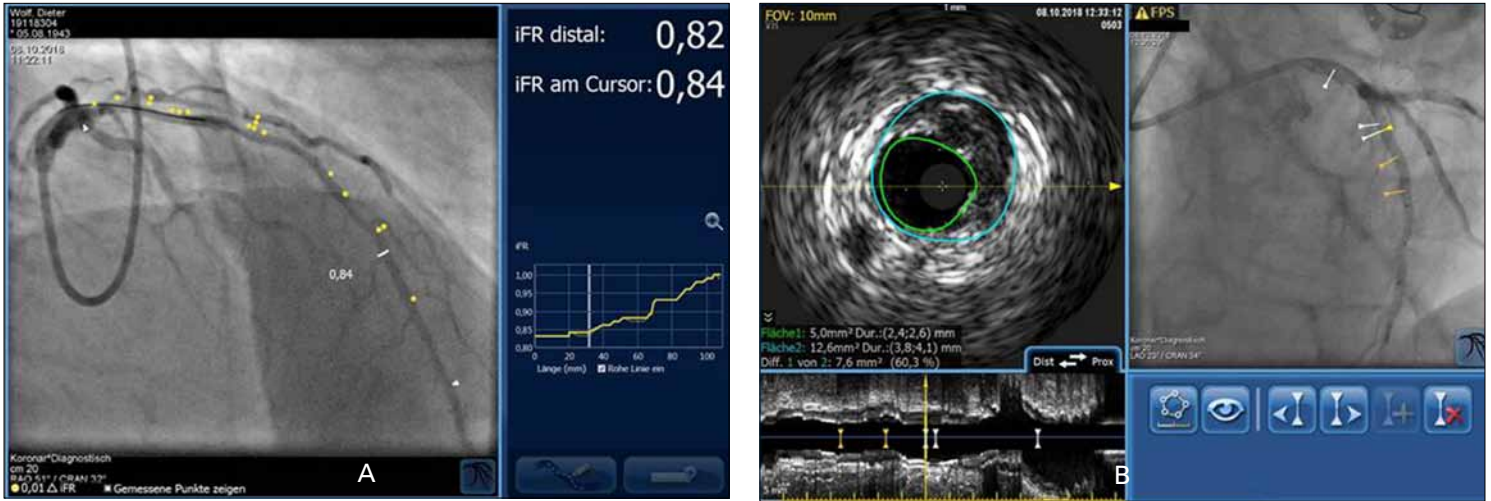 Wolf, Dieter
19118304
* 05.08.1943
08.10.2018
11:22:11
0,84
Koronar*Diagnostisch
cm 20
RAO 51° / CRAN 32°
0,01 △ iFR
Gemessene Punkte zeigen
A
iFR distal: 0,82
iFR am Cursor: 0,84
iFR
1,00
0,95
0,90
0,85
0,80
0 20 40 60 80 100
Länge (mm) Rohe Linie ein
FOV: 10mm
1 mm
08.10.2018 12:33:12
0503
Fläche1: 5,0mm² Dur.:(2,4;2,6) mm
Fläche2: 12,6mm² Dur.:(3,8;4,1) mm
Diff. 1 von 2: 7,6 mm² (60,3 %)
Dist Prox
B
FPS
Koronar*Diagnostisch
cm 20